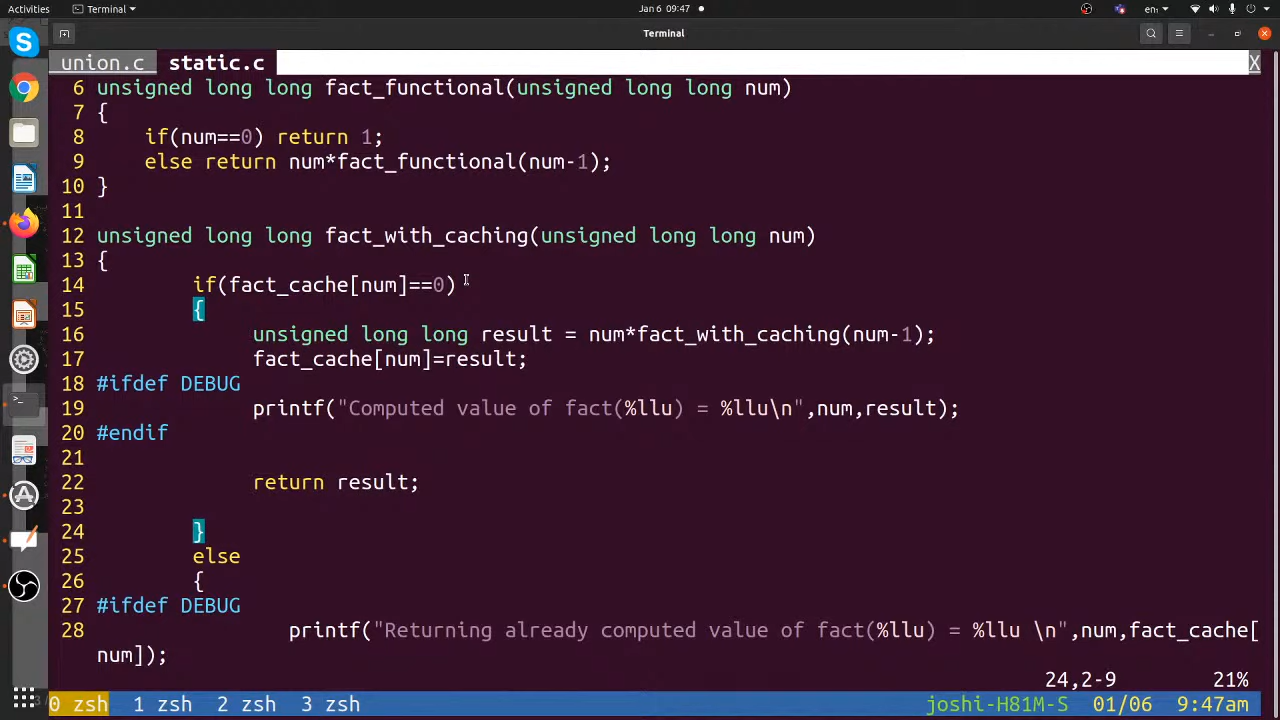 Activities
Terminal
Jan 6 09:47
en
Terminal
union.c static.c X
6 unsigned long long fact_functional(unsigned long long num)
7 {
8 if(num==0) return 1;
9 else return num*fact_functional(num-1);
10 }
11
12 unsigned long long fact_with_caching(unsigned long long num)
13 {
14 if(fact_cache[num]==0)
15 {
16 unsigned long long result = num*fact_with_caching(num-1);
17 fact_cache[num]=result;
18 #ifdef DEBUG
19 printf("Computed value of fact(%llu) = %llu\n",num,result);
20 #endif
21
22 return result;
23
24 }
25 else
26 {
27 #ifdef DEBUG
28 printf("Returning already computed value of fact(%llu) = %llu \n",num,fact_cache[
num]);
24,2-9 21%
0 zsh 1 zsh 2 zsh 3 zsh joshi-H81M-S 01/06 9:47am